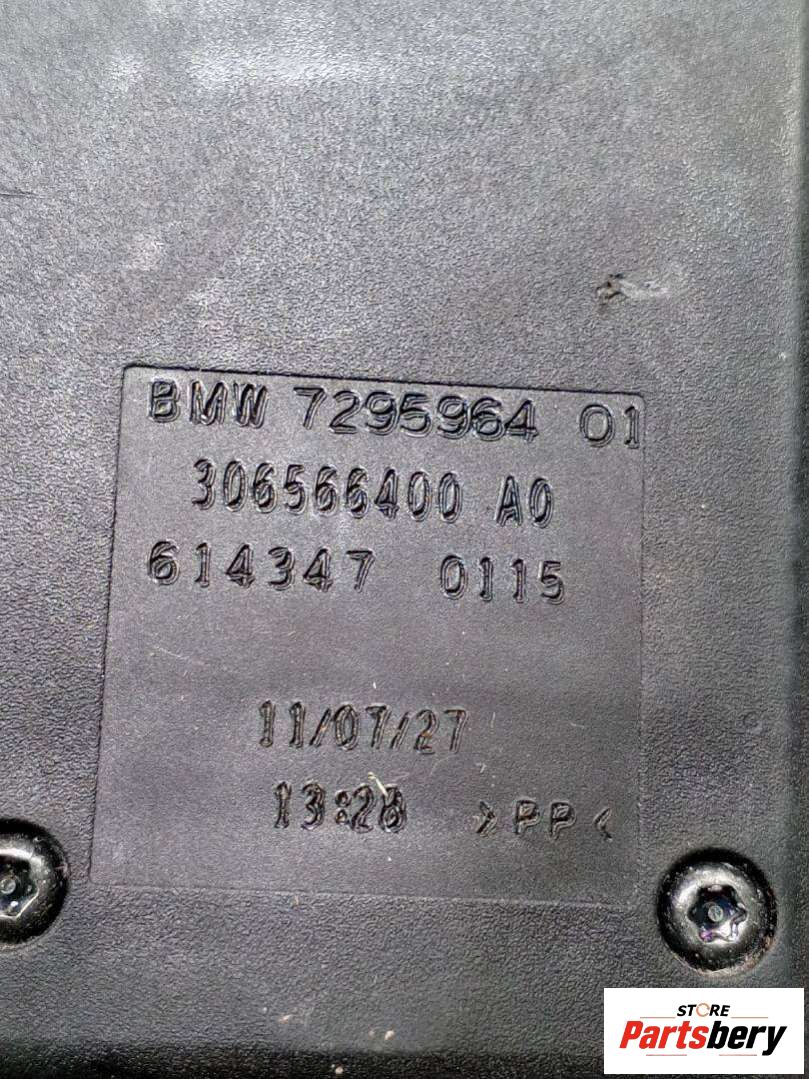 BMW 7295964 01
306566400 A0
614347 0115
11/07/27
13:28 >PP<
STORE
Partsbery